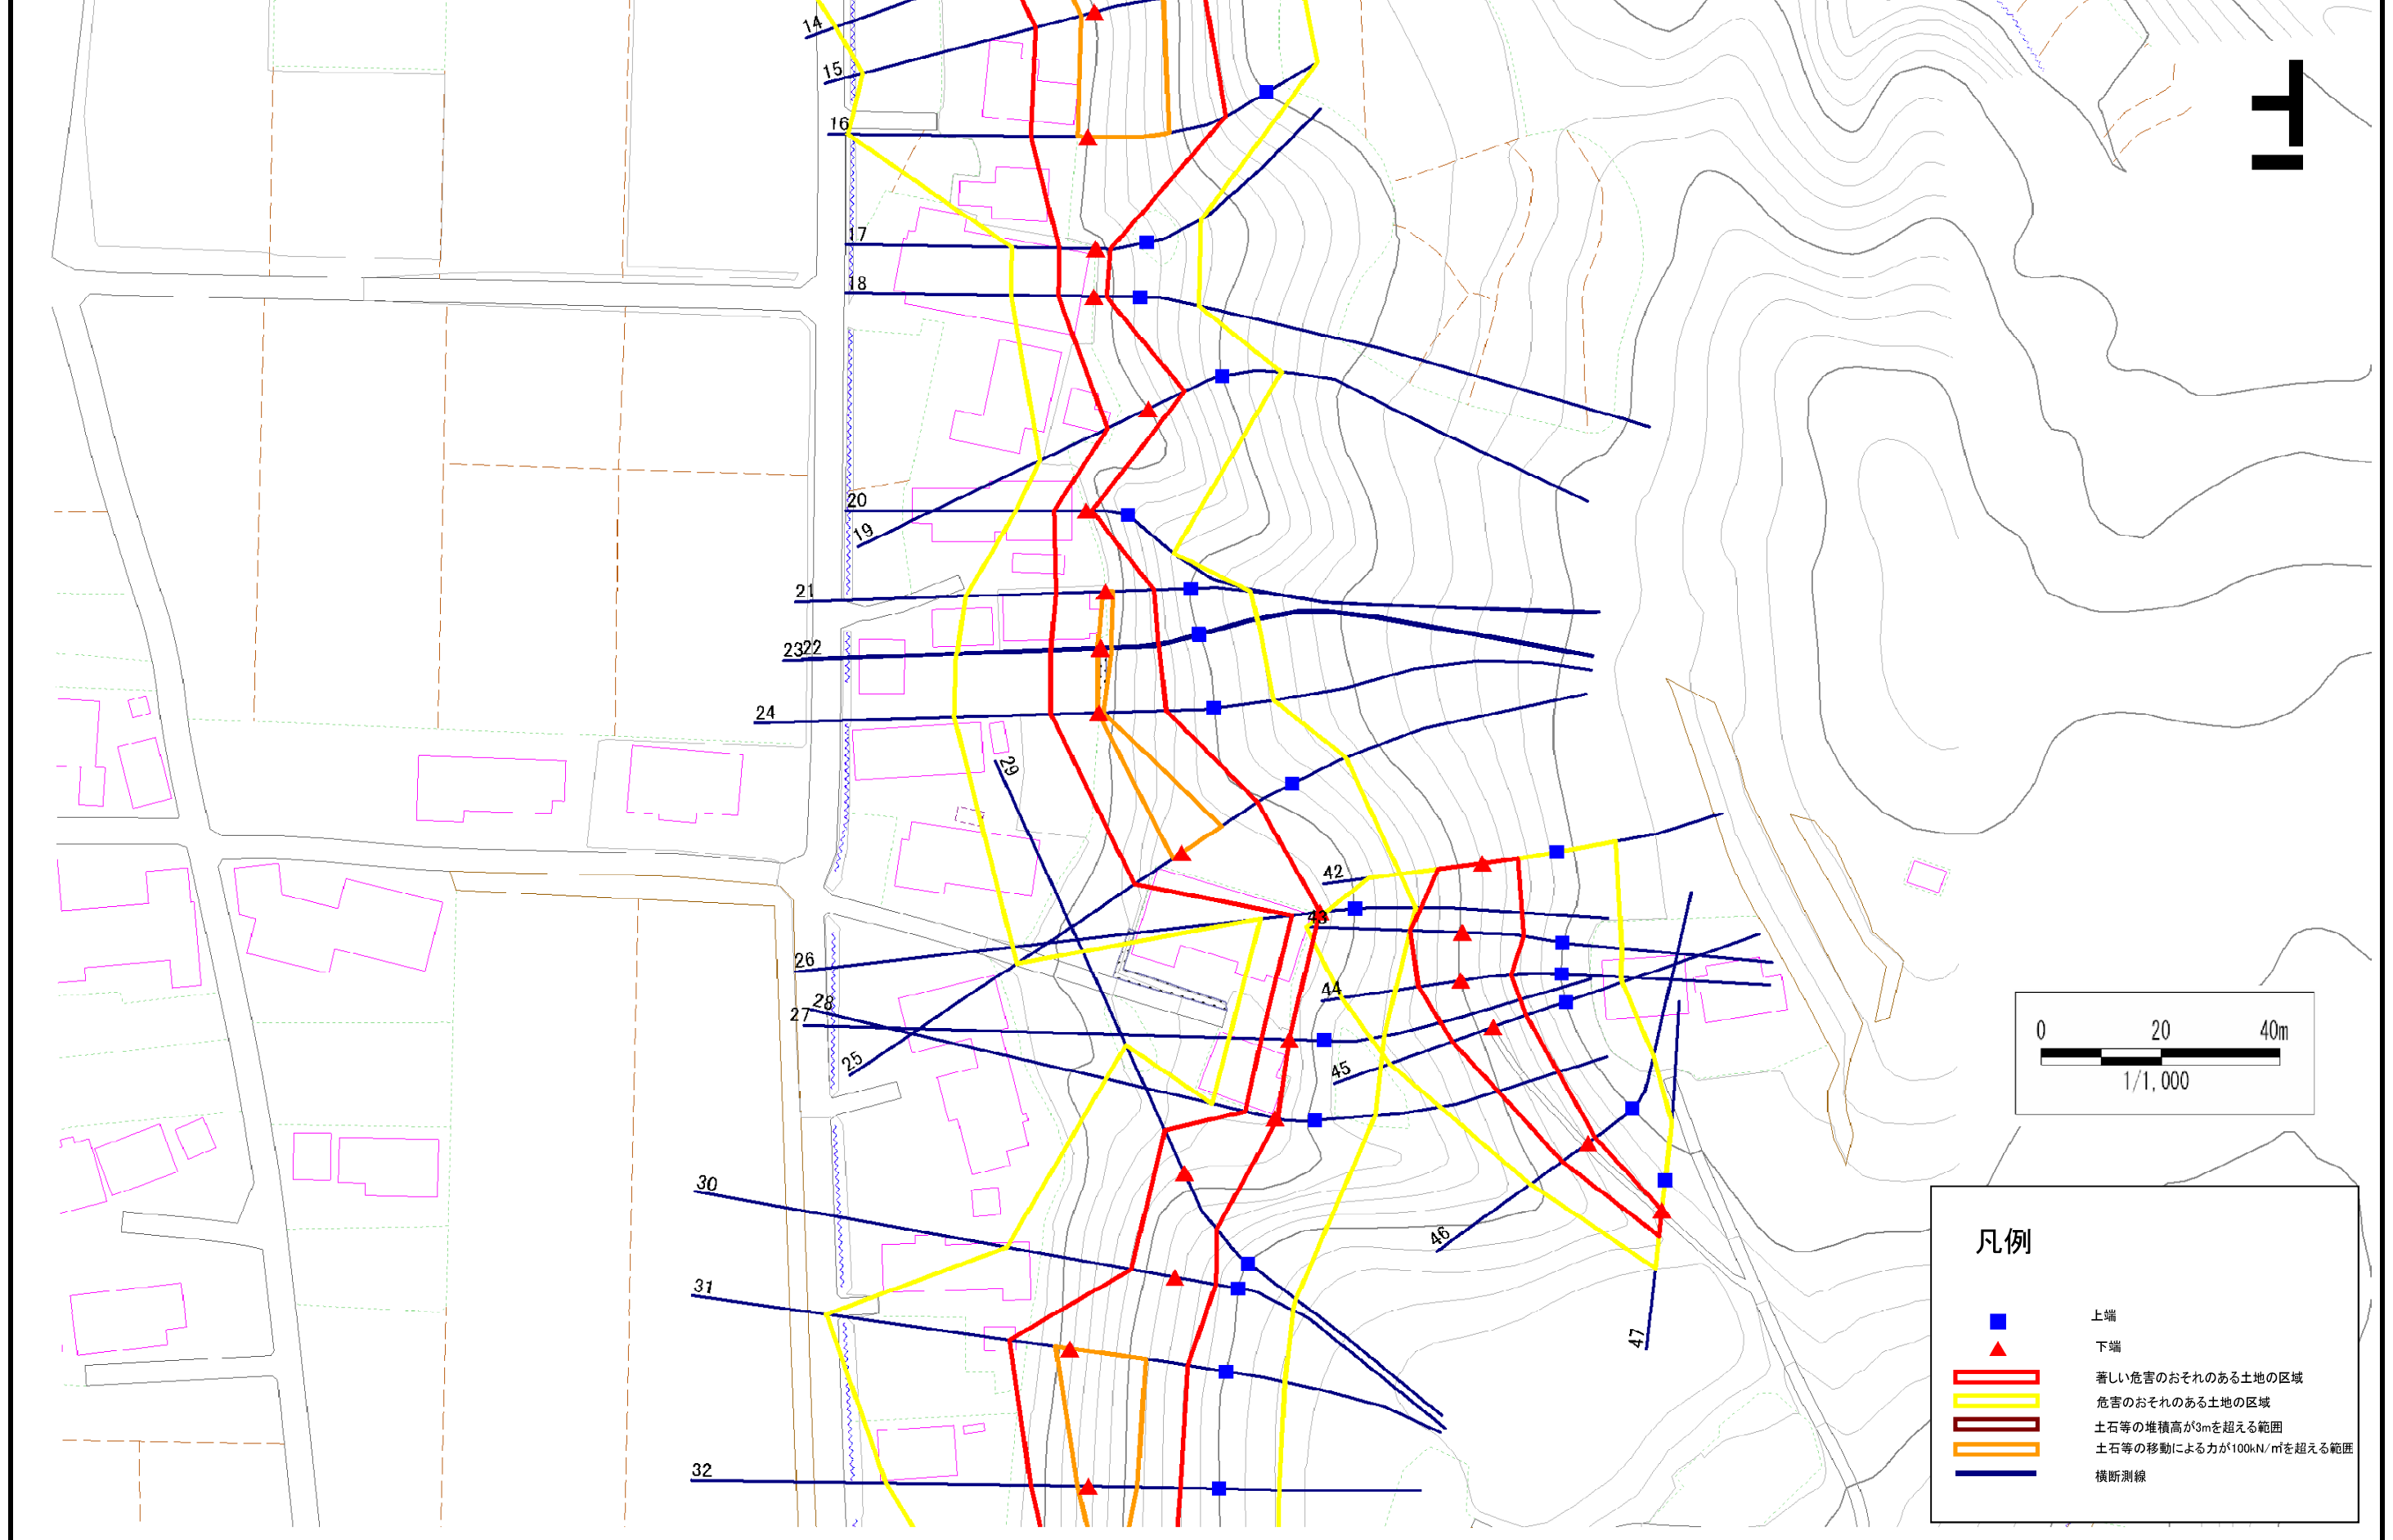 14
15
16
17
18
19
20
21
2322
24
29
42
43
26
28
27
25
44
45
46
47
30
31
32
0 20 40m
1/1,000
凡例
上端
下端
著しい危害のおそれのある土地の区域
危害のおそれのある土地の区域
土石等の堆積高が3mを超える範囲
土石等の移動による力が100kN/㎡を超える範囲
横断測線